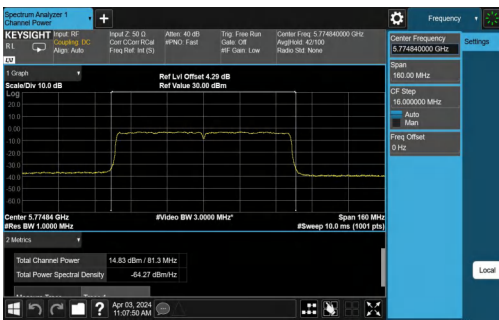 Spectrum Analyzer 1
Channel Power
+
Frequency
KEYSIGHT
RL
Input: RF
Coupling: DC
Align: Auto
Input Z: 50 Ω
Corr CCorr RCal
Freq Ref: Int (S)
Atten: 40 dB
#PNO: Fast
Trig: Free Run
Gate: Off
#IF Gain: Low
Center Freq: 5.774840000 GHz
Avg|Hold: 42/100
Radio Std: None
Center Frequency
5.774840000 GHz
Settings
Span
160.00 MHz
CF Step
16.000000 MHz
Auto
Man
Freq Offset
0 Hz
1 Graph
Scale/Div 10.0 dB
Ref Lvl Offset 4.29 dB
Ref Value 30.00 dBm
Log
20.0
10.0
0.00
-10.0
-20.0
-30.0
-40.0
-50.0
-60.0
Center 5.77484 GHz
#Res BW 1.0000 MHz
#Video BW 3.0000 MHz*
Span 160 MHz
#Sweep 10.0 ms (1001 pts)
2 Metrics
Total Channel Power 14.83 dBm / 81.3 MHz
Total Power Spectral Density -64.27 dBm/Hz
Local
?
Apr 03, 2024
11:07:50 AM